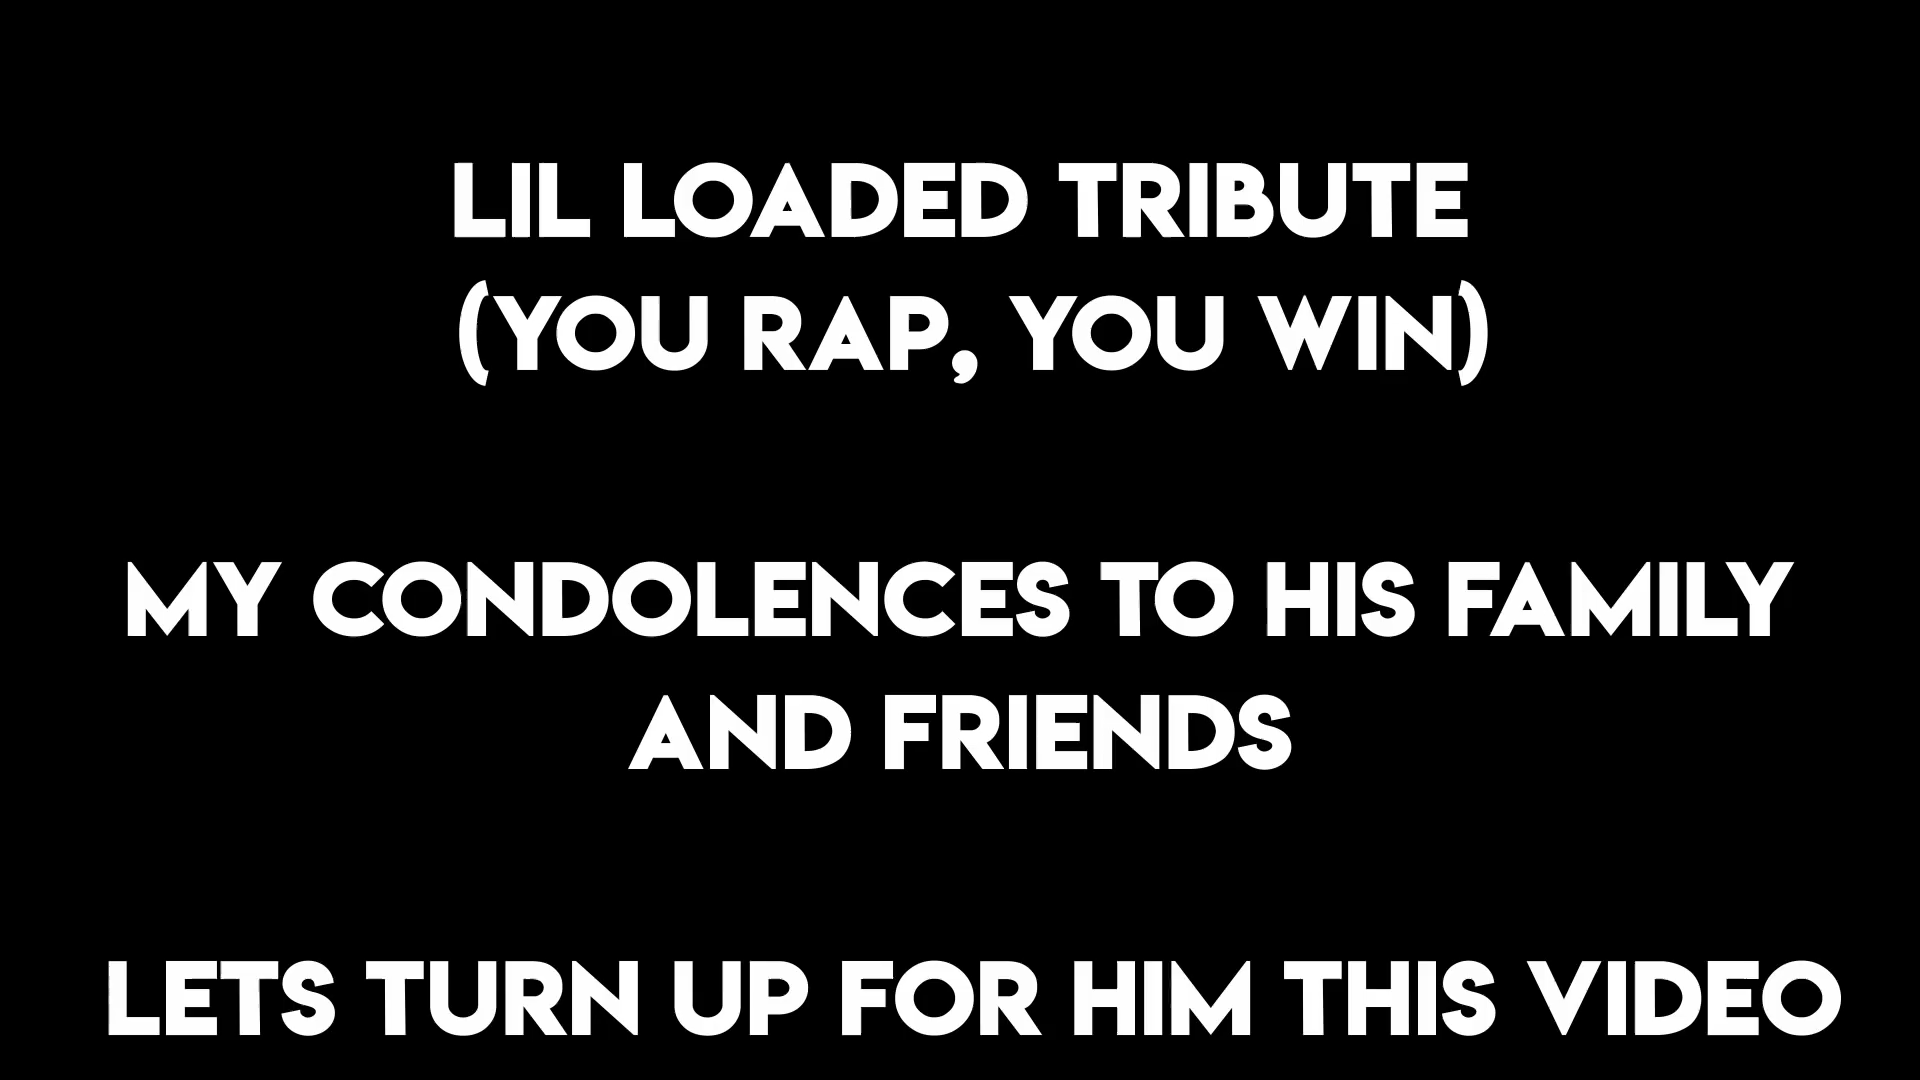 LIL LOADED TRIBUTE
(YOU RAP, YOU WIN)
MY CONDOLENCES TO HIS FAMILY
AND FRIENDS
LETS TURN UP FOR HIM THIS VIDEO